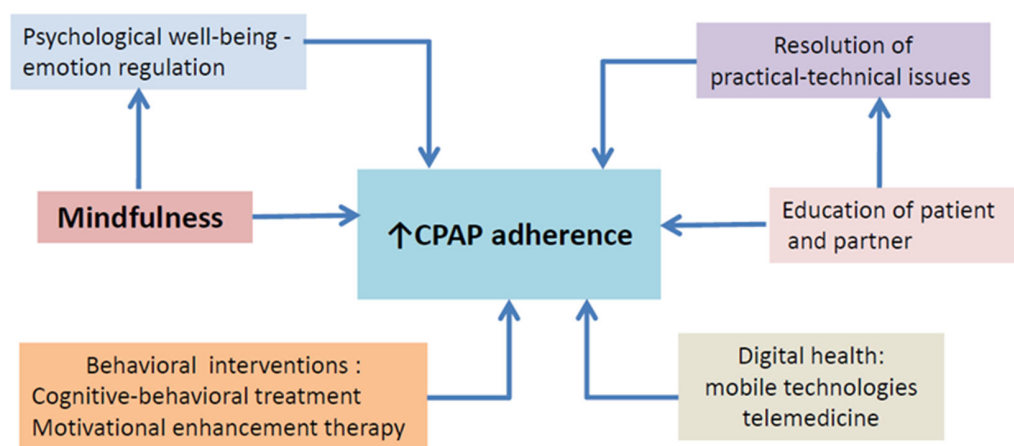 Psychological well-being -
emotion regulation
Resolution of
practical-technical issues
Mindfulness
↑CPAP adherence
Education of patient
and partner
Behavioral interventions :
Cognitive-behavioral treatment
Motivational enhancement therapy
Digital health:
mobile technologies
telemedicine